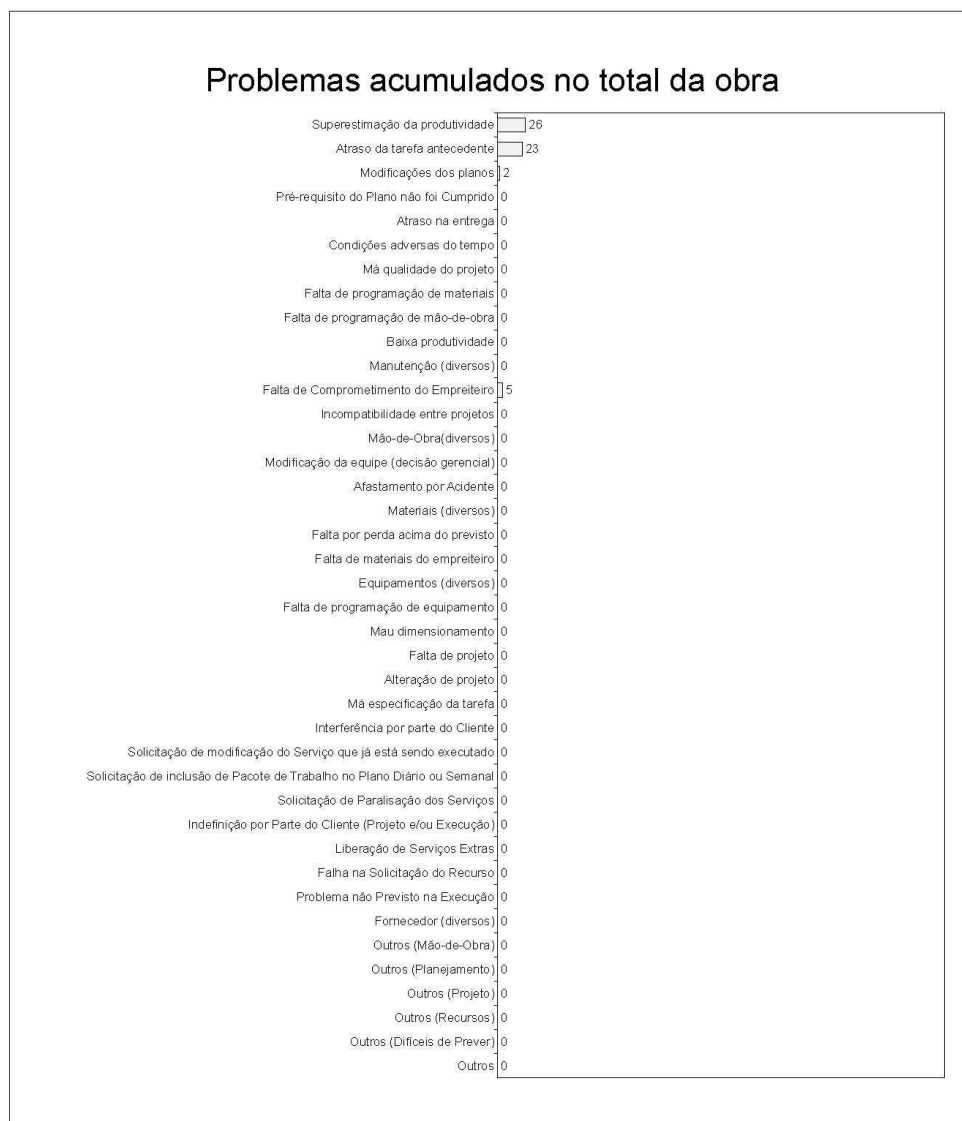 Problemas acumulados no total da obra
Superestimação da produtividade 26
Atraso da tarefa antecedente 23
Modificações dos planos 2
Pré-requisito do Plano não foi Cumprido 0
Atraso na entrega 0
Condições adversas do tempo 0
Má qualidade do projeto 0
Falta de programação de materiais 0
Falta de programação de mão-de-obra 0
Baixa produtividade 0
Manutenção (diversos) 0
Falta de Comprometimento do Empreiteiro 5
Incompatibilidade entre projetos 0
Mão-de-Obra(diversos) 0
Modificação da equipe (decisão gerencial) 0
Afastamento por Acidente 0
Materiais (diversos) 0
Falta por perda acima do previsto 0
Falta de materiais do empreiteiro 0
Equipamentos (diversos) 0
Falta de programação de equipamento 0
Mau dimensionamento 0
Falta de projeto 0
Alteração de projeto 0
Má especificação da tarefa 0
Interferência por parte do Cliente 0
Solicitação de modificação do Serviço que já está sendo executado 0
Solicitação de inclusão de Pacote de Trabalho no Plano Diário ou Semanal 0
Solicitação de Paralisação dos Serviços 0
Indefinição por Parte do Cliente (Projeto e/ou Execução) 0
Liberação de Serviços Extras 0
Falha na Solicitação do Recurso 0
Problema não Previsto na Execução 0
Fornecedor (diversos) 0
Outros (Mão-de-Obra) 0
Outros (Planejamento) 0
Outros (Projeto) 0
Outros (Recursos) 0
Outros (Difíceis de Prever) 0
Outros 0